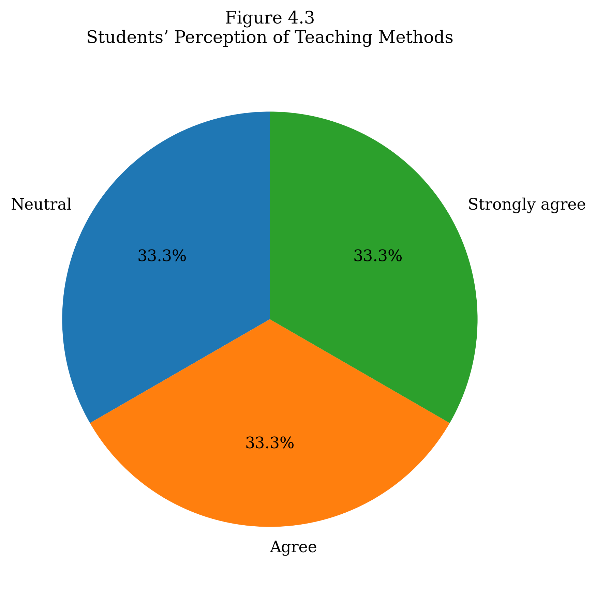 Figure 4.3
Students’ Perception of Teaching Methods
Neutral
Strongly agree
33.3%
33.3%
33.3%
Agree